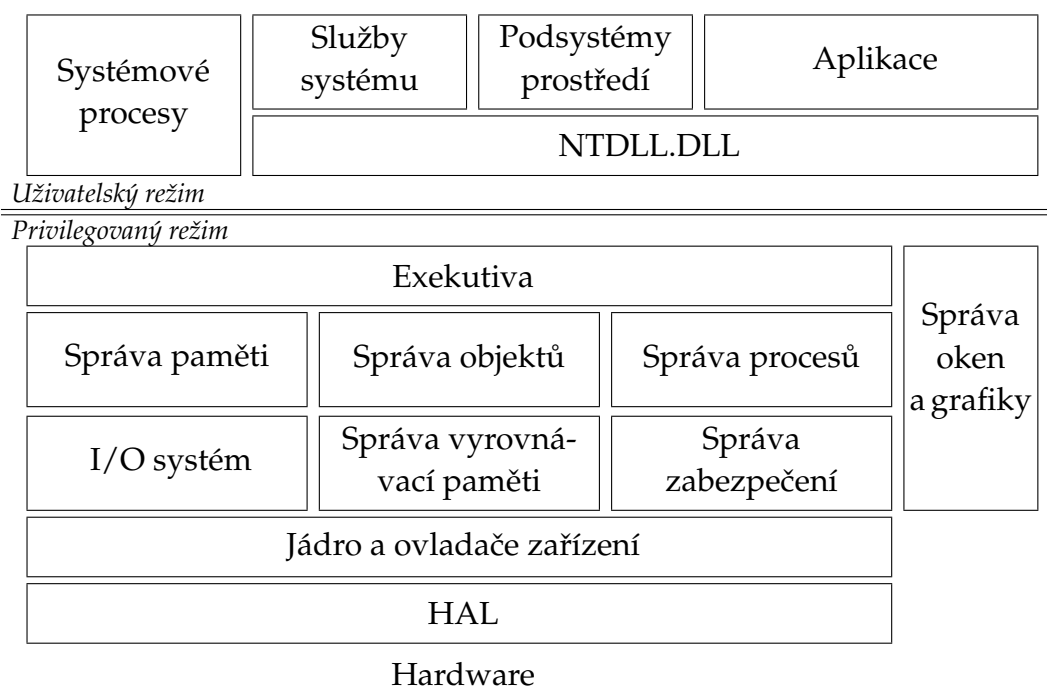 Systémové
procesy
Služby
systému
Podsystémy
prostředí
Aplikace
NTDLL.DLL
Uživatelský režim
Privilegovaný režim
Exekutiva
Správa paměti
Správa objektů
Správa procesů
I/O systém
Správa vyrovná-
vací paměti
Správa
zabezpečení
Správa
oken
a grafiky
Jádro a ovladače zařízení
HAL
Hardware